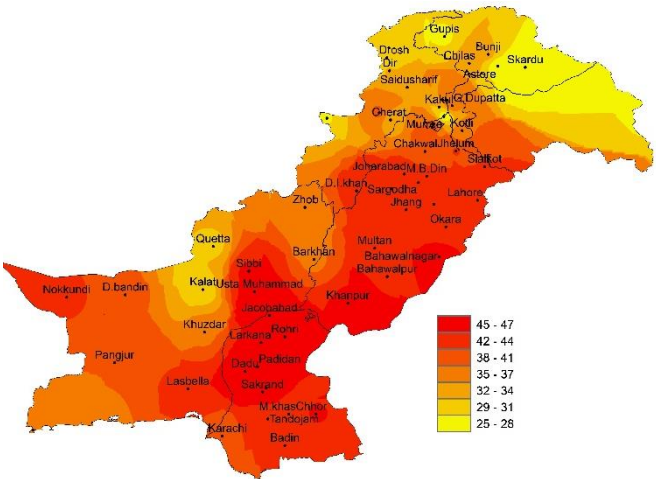 Gupis
Drosh
Chilas
Bunji
Dir
Skardu
Astore
Saidusharif
Kakul
G.Dupatta
Cherat
Murree
Kotli
Chakwal
Jhelum
Sialkot
Joharabad
M.B.Din
D.I.khan
Sargodha
Zhob
Jhang
Lahore
Okara
Quetta
Multan
Barkhan
Bahawalnagar
Sibbi
Bahawalpur
Nokkundi
D.bandin
Kalat
Usta Muhammad
Khanpur
Jacobabad
Khuzdar
Larkana
Rohri
Pangjur
Dadu
Padidan
Lasbella
Sakrand
M.khas
Chhor
Tandojam
Karachi
Badin
45 - 47
42 - 44
38 - 41
35 - 37
32 - 34
29 - 31
25 - 28